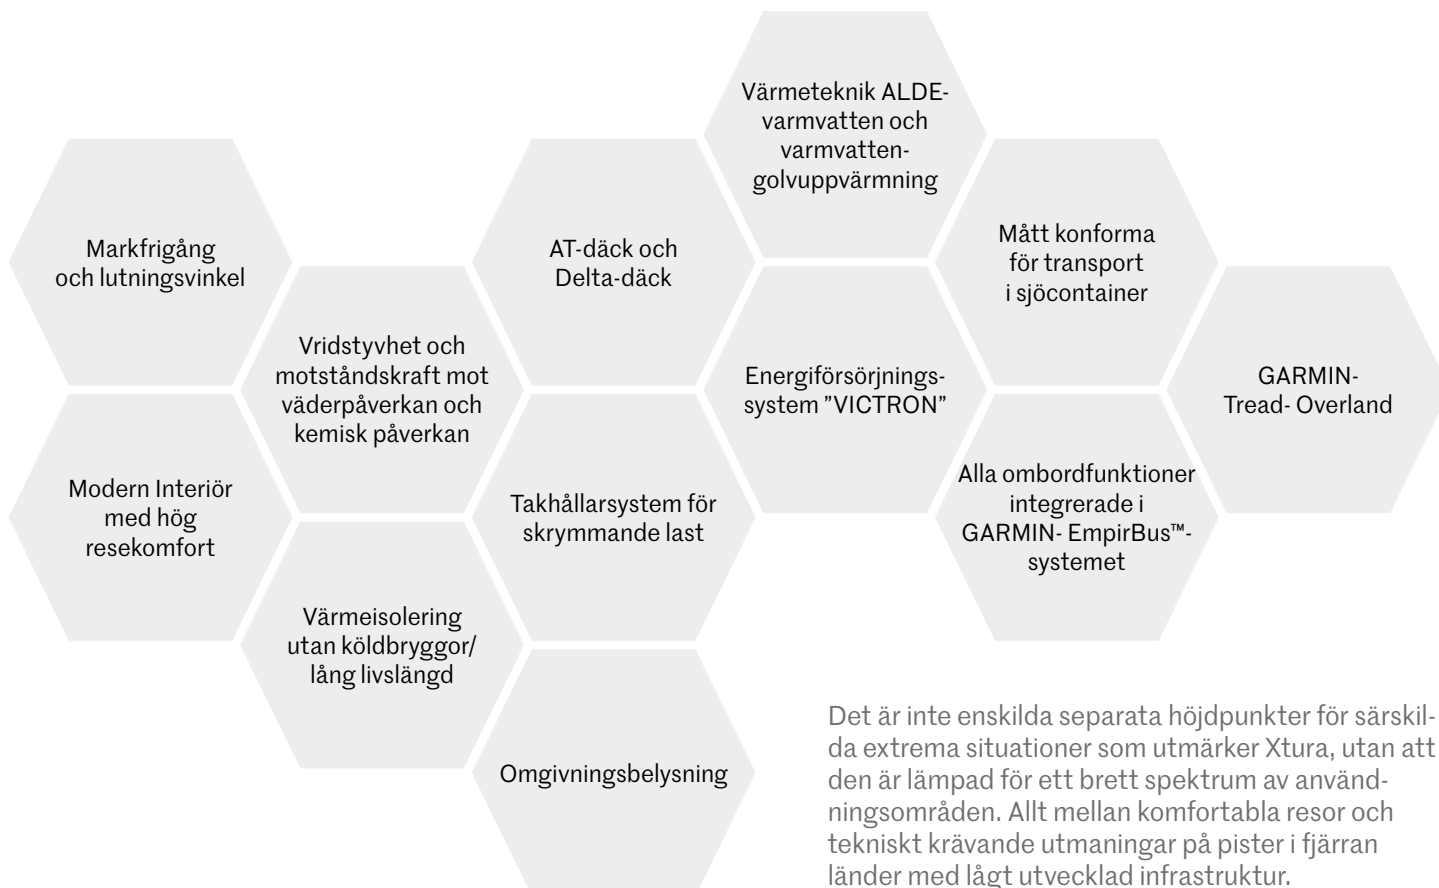 Värmeteknik ALDE-
varmvatten och
varmvatten-
golvuppvärmning
Markfrigång
och lutningsvinkel
AT-däck och
Delta-däck
Mått konforma
för transport
i sjöcontainer
Vridstyvhet och
motståndskraft mot
väderpåverkan och
kemisk påverkan
Energiförsörjnings-
system ”VICTRON”
GARMIN-
Tread- Overland
Modern Interiör
med hög
resekomfort
Takhållarsystem för
skrymmande last
Alla ombordfunktioner
integrerade i
GARMIN- EmpirBus™-
systemet
Värmeisolering
utan köldbryggor/
lång livslängd
Omgivningsbelysning
Det är inte enskilda separata höjdpunkter för särskil-
da extrema situationer som utmärker Xtura, utan att
den är lämpad för ett brett spektrum av använd-
ningsområden. Allt mellan komfortabla resor och
tekniskt krävande utmaningar på pister i fjärran
länder med lågt utvecklad infrastruktur.